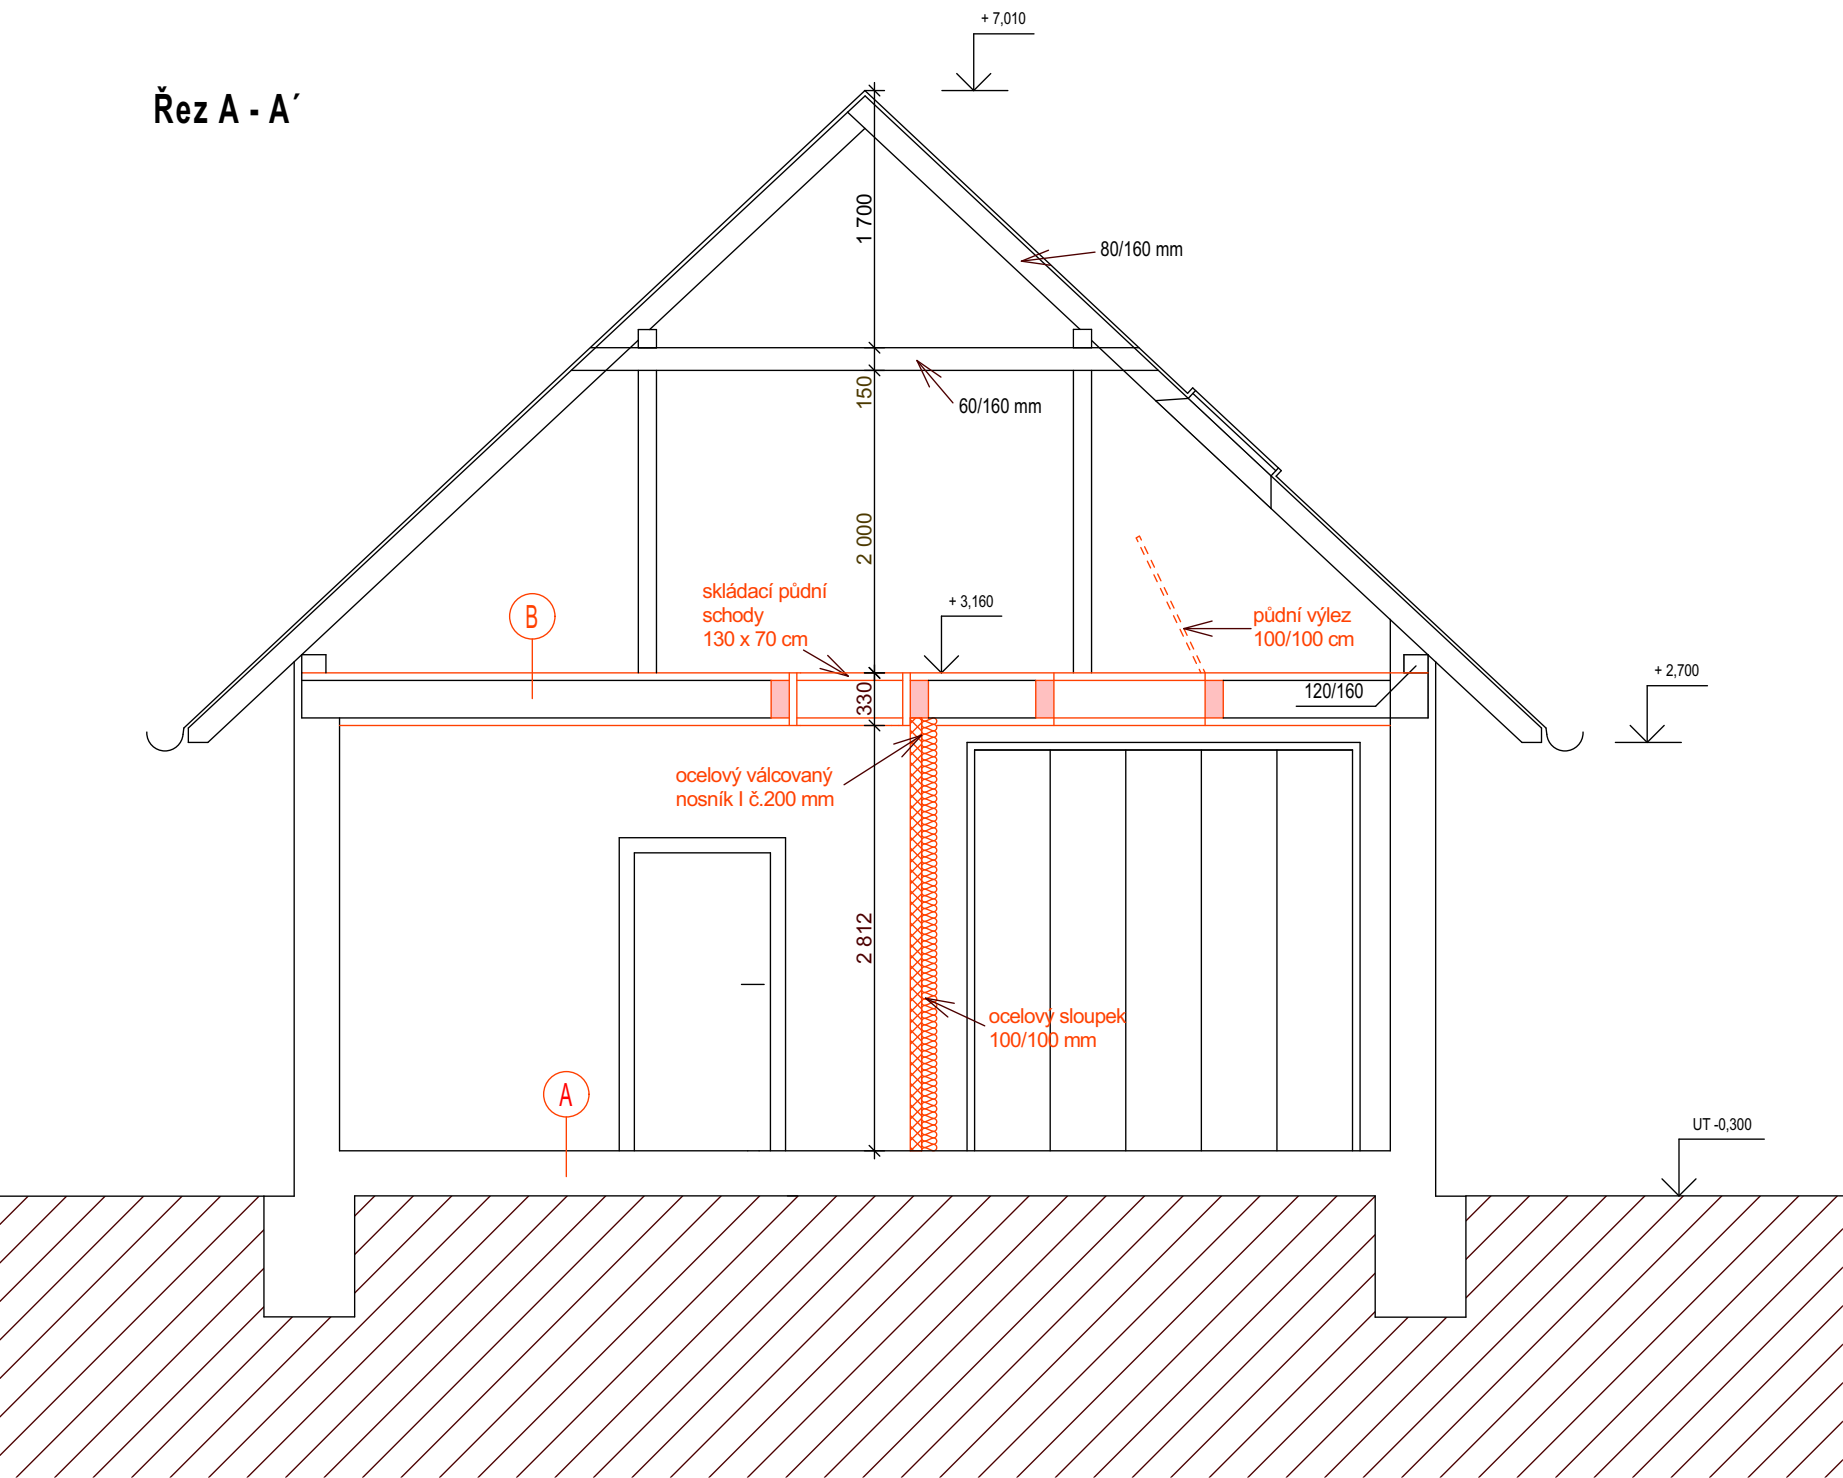 + 7,010
Řez A - A´
1 700
80/160 mm
150
60/160 mm
2 000
skládací půdní
schody
130 x 70 cm
+ 3,160
B
půdní výlez
100/100 cm
+ 2,700
330
120/160
ocelový válcovaný
nosník I č.200 mm
2 812
ocelový sloupek
100/100 mm
A
UT -0,300